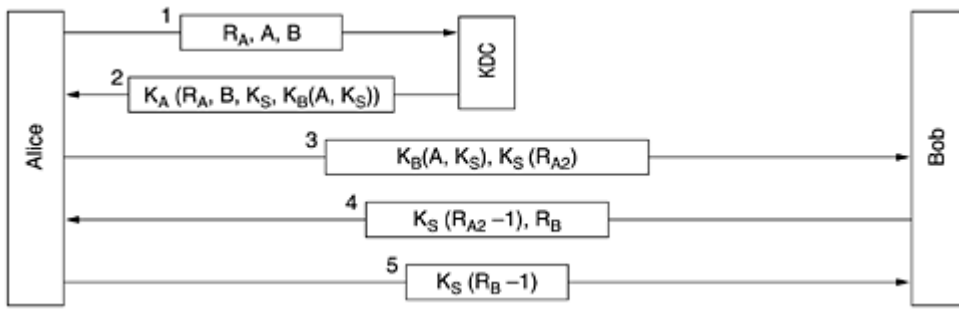 1
R_A, A, B
KDC
2
K_A (R_A, B, K_S, K_B(A, K_S))
Alice
3
K_B(A, K_S), K_S (R_A2)
Bob
4
K_S (R_A2 –1), R_B
5
K_S (R_B –1)